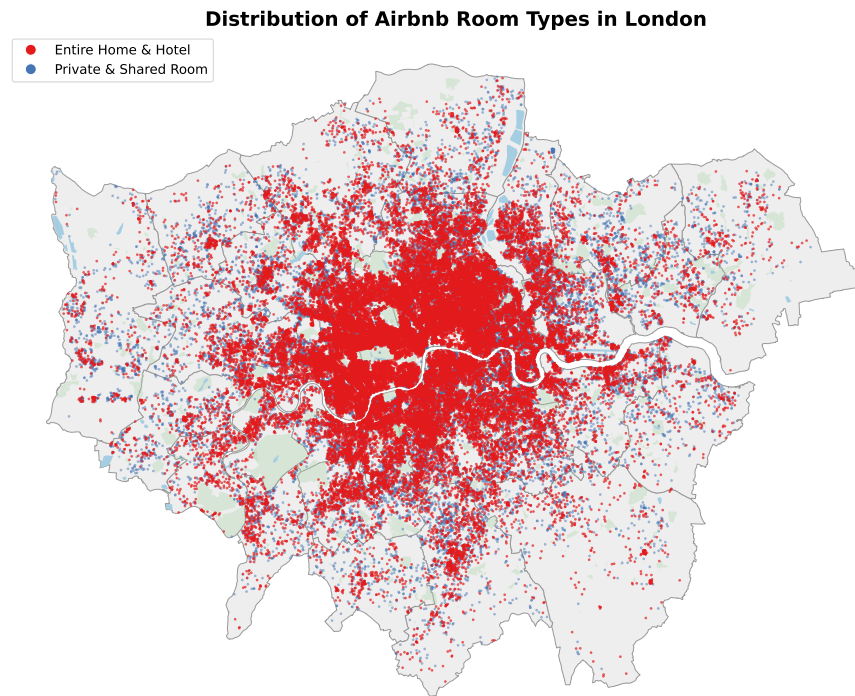 Distribution of Airbnb Room Types in London
Entire Home & Hotel
Private & Shared Room